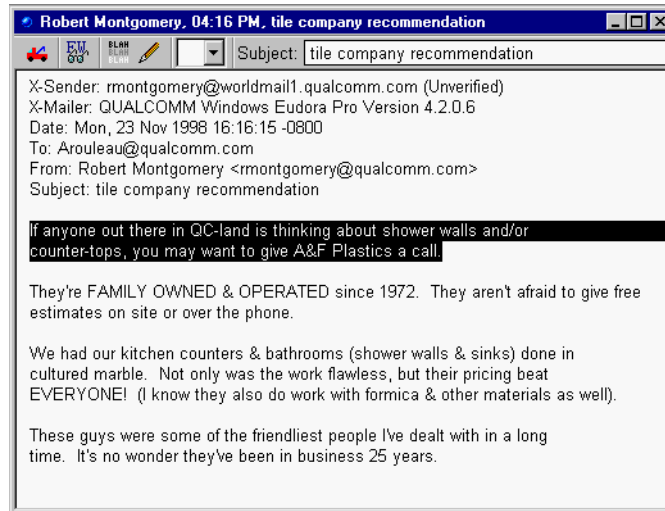 Robert Montgomery, 04:16 PM, tile company recommendation
BLAH BLAH BLAH Subject: tile company recommendation
X-Sender: rmontgomery@worldmail1.qualcomm.com (Unverified)
X-Mailer: QUALCOMM Windows Eudora Pro Version 4.2.0.6
Date: Mon, 23 Nov 1998 16:16:15 -0800
To: Arouleau@qualcomm.com
From: Robert Montgomery <rmontgomery@qualcomm.com>
Subject: tile company recommendation
If anyone out there in QC-land is thinking about shower walls and/or
counter-tops, you may want to give A&F Plastics a call.
They're FAMILY OWNED & OPERATED since 1972.  They aren't afraid to give free
estimates on site or over the phone.
We had our kitchen counters & bathrooms (shower walls & sinks) done in
cultured marble.  Not only was the work flawless, but their pricing beat
EVERYONE!  (I know they also do work with formica & other materials as well).
These guys were some of the friendliest people I've dealt with in a long
time.  It's no wonder they've been in business 25 years.